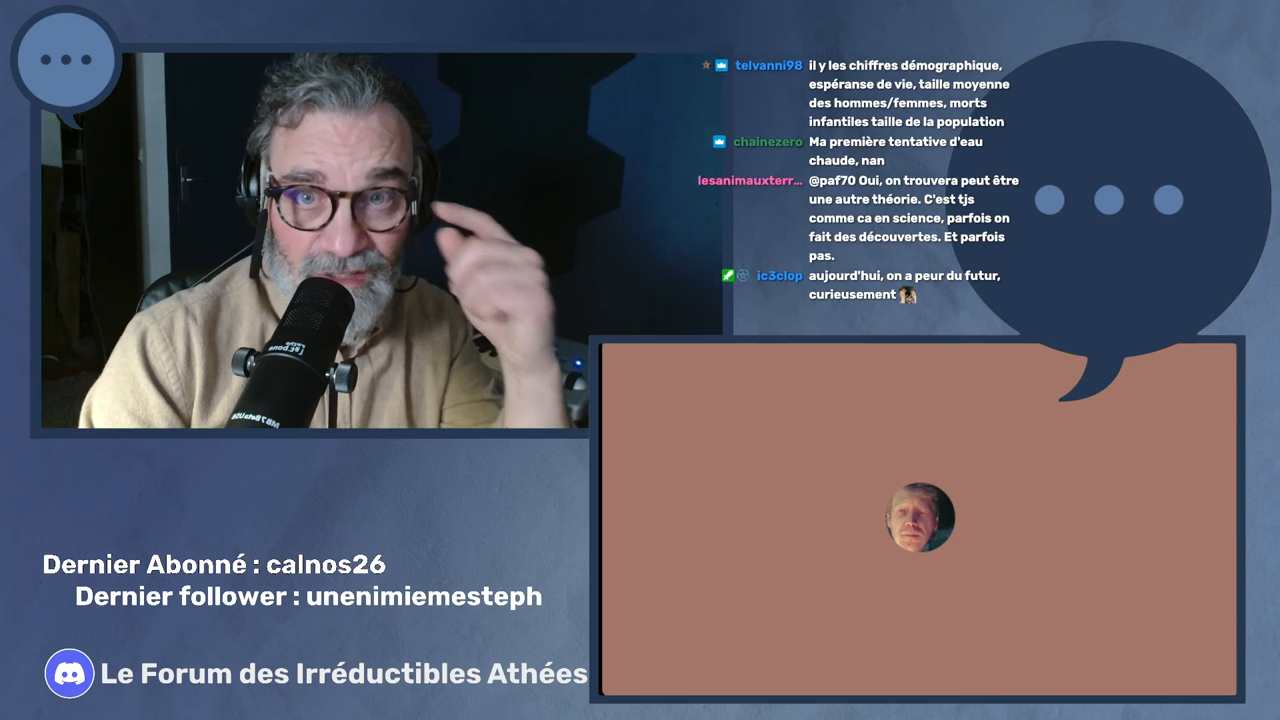 telvanni98 il y les chiffres démographique,
espéranse de vie, taille moyenne
des hommes/femmes, morts
infantiles taille de la population
chainezero Ma première tentative d'eau
chaude, nan
lesanimauxterr... @paf70 Oui, on trouvera peut être
une autre théorie. C'est tjs
comme ca en science, parfois on
fait des découvertes. Et parfois
pas.
ic3clop aujourd'hui, on a peur du futur,
curieusement
Dernier Abonné : calnos26
Dernier follower : unenimiemesteph
Le Forum des Irréductibles Athées